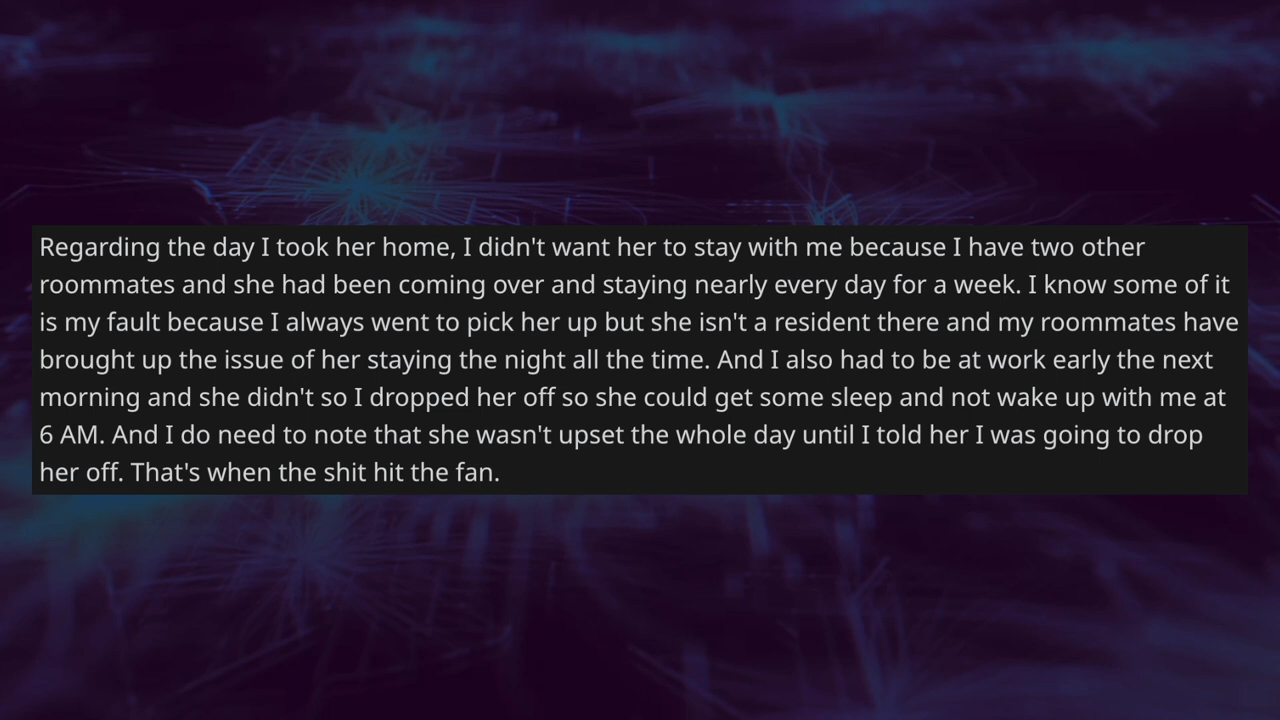 Regarding the day I took her home, I didn't want her to stay with me because I have two other
roommates and she had been coming over and staying nearly every day for a week. I know some of it
is my fault because I always went to pick her up but she isn't a resident there and my roommates have
brought up the issue of her staying the night all the time. And I also had to be at work early the next
morning and she didn't so I dropped her off so she could get some sleep and not wake up with me at
6 AM. And I do need to note that she wasn't upset the whole day until I told her I was going to drop
her off. That's when the shit hit the fan.